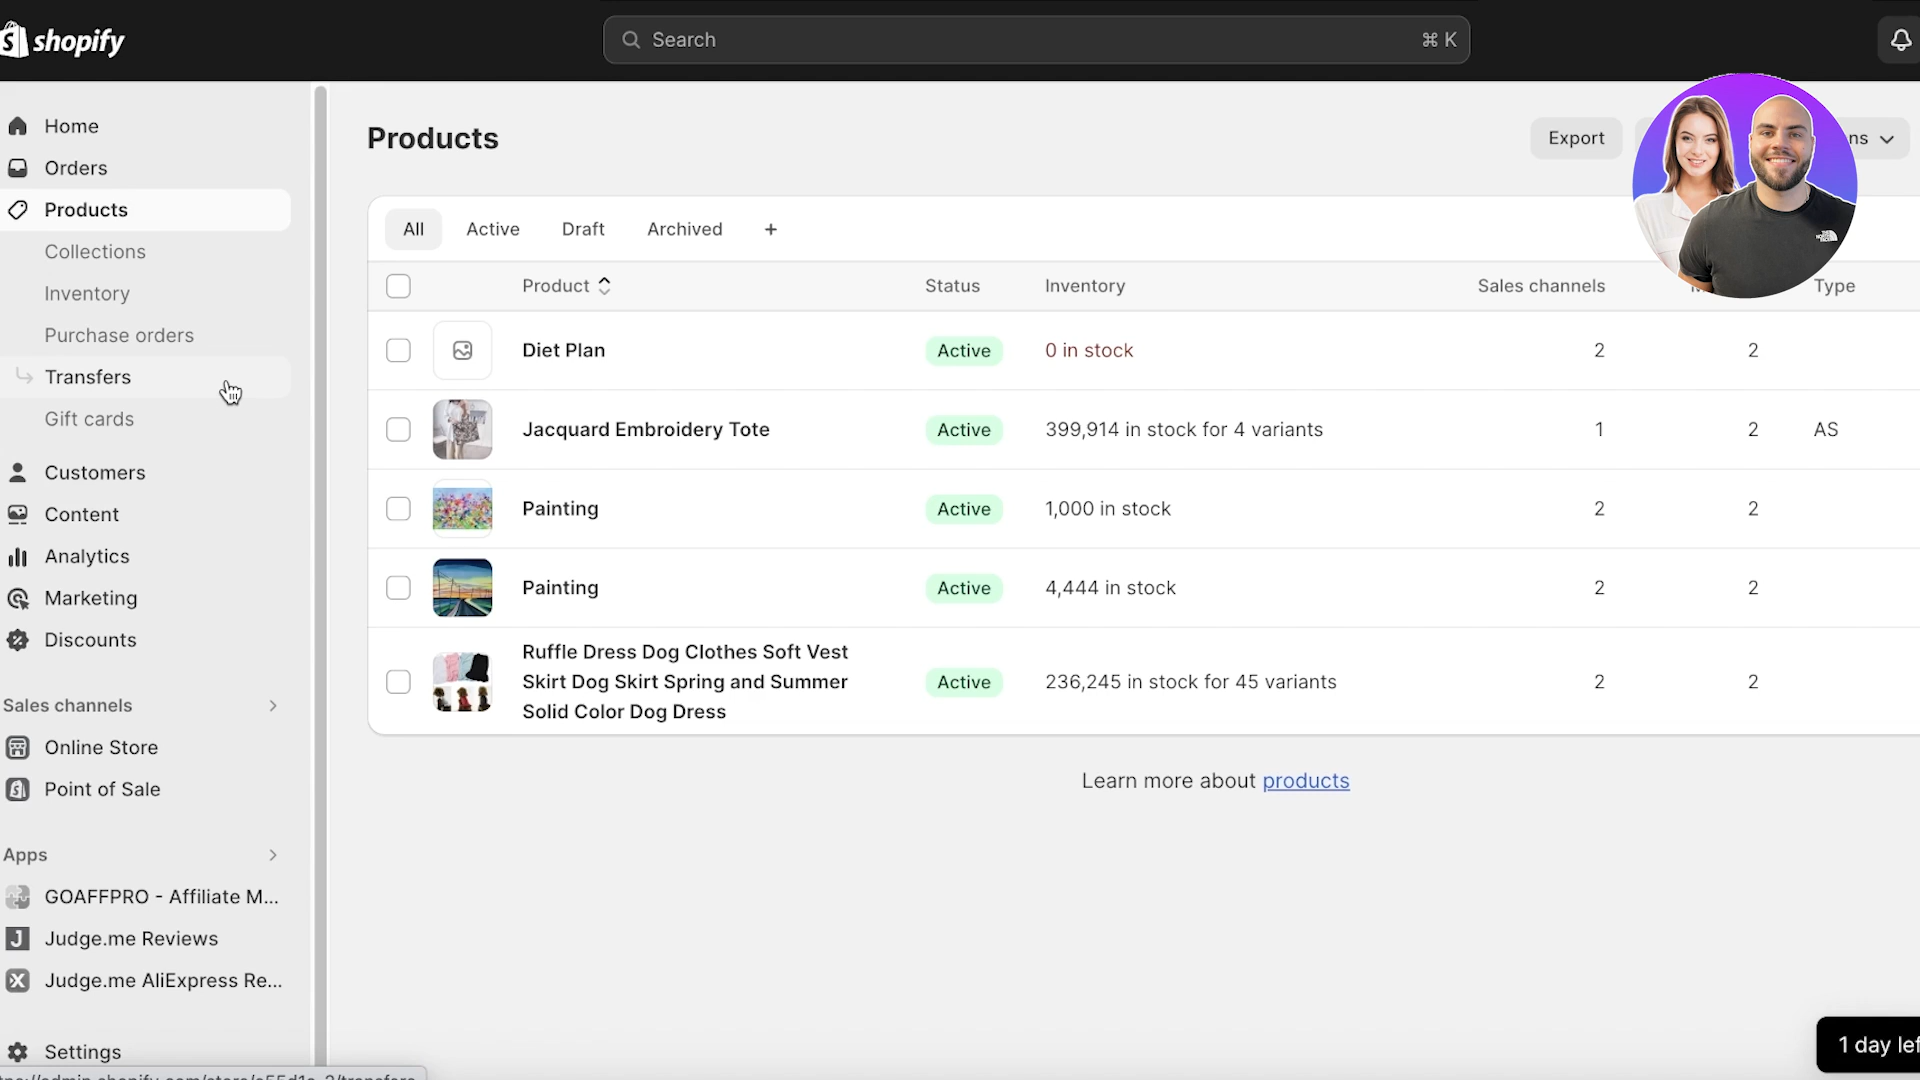 shopify
Search
⌘ K
Home
Orders
Products
Collections
Inventory
Purchase orders
Transfers
Gift cards
Customers
Content
Analytics
Marketing
Discounts
Sales channels
Online Store
Point of Sale
Apps
GOAFFPRO - Affiliate M...
Judge.me Reviews
Judge.me AliExpress Re...
Settings
Products
Export
ns
All
Active
Draft
Archived
+
Product
Status
Inventory
Sales channels
Type
Diet Plan
Active
0 in stock
2
2
Jacquard Embroidery Tote
Active
399,914 in stock for 4 variants
1
2
AS
Painting
Active
1,000 in stock
2
2
Painting
Active
4,444 in stock
2
2
Ruffle Dress Dog Clothes Soft Vest
Skirt Dog Skirt Spring and Summer
Solid Color Dog Dress
Active
236,245 in stock for 45 variants
2
2
Learn more about products
1 day lef